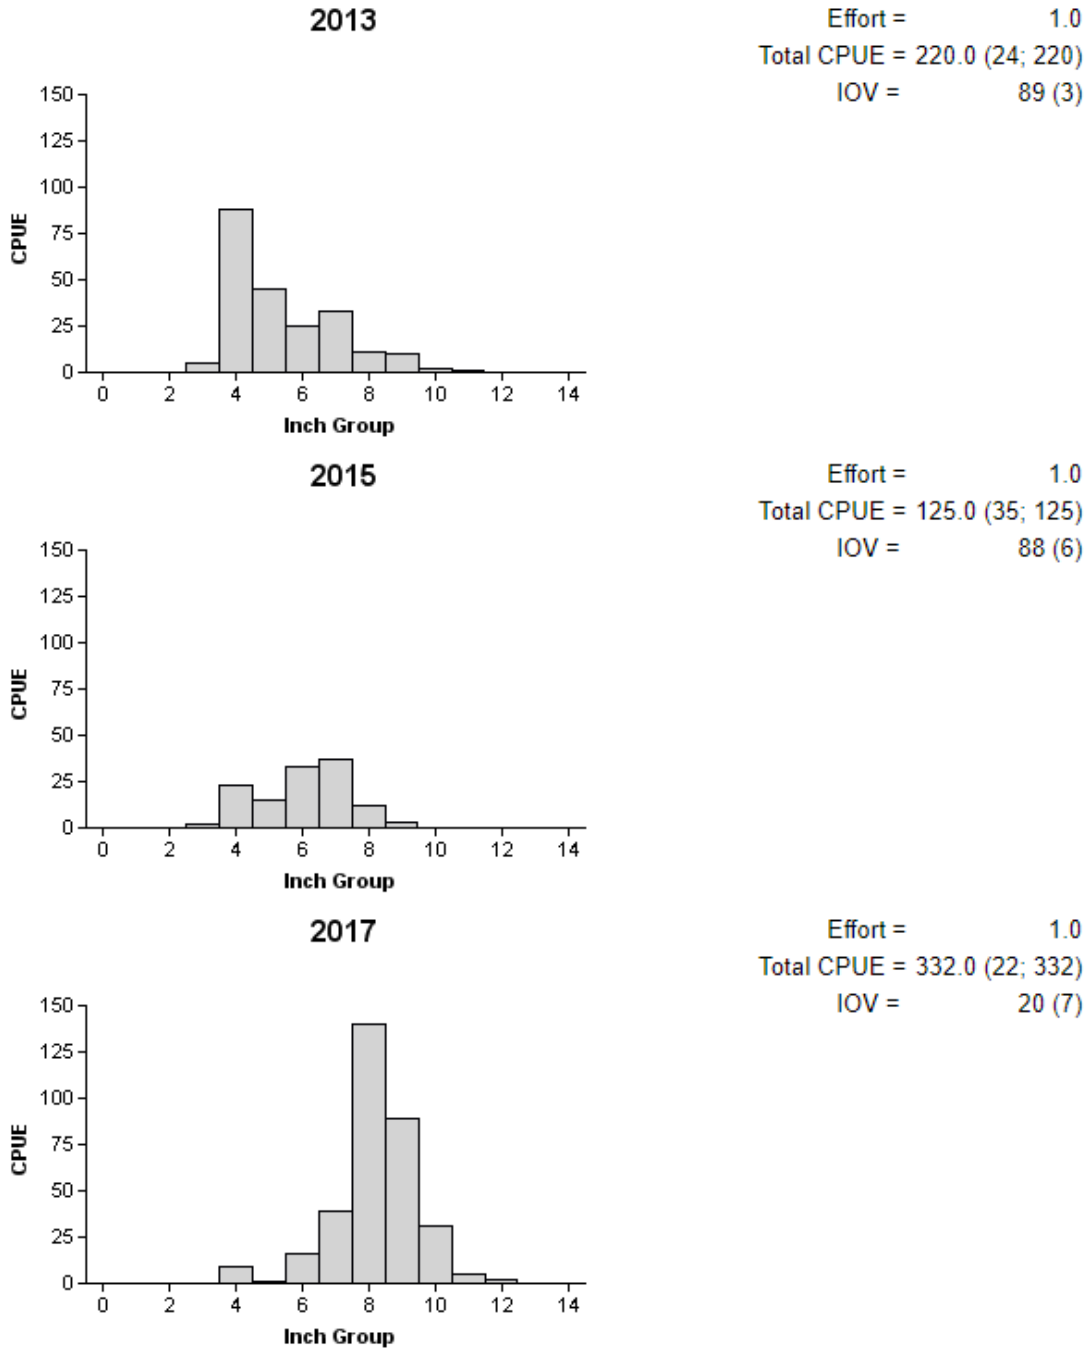 2013
Effort = 1.0
Total CPUE = 220.0 (24; 220)
IOV = 89 (3)
150
125
100
75
50
25
0
CPUE
0 2 4 6 8 10 12 14
Inch Group
2015
Effort = 1.0
Total CPUE = 125.0 (35; 125)
IOV = 88 (6)
150
125
100
75
50
25
0
CPUE
0 2 4 6 8 10 12 14
Inch Group
2017
Effort = 1.0
Total CPUE = 332.0 (22; 332)
IOV = 20 (7)
150
125
100
75
50
25
0
CPUE
0 2 4 6 8 10 12 14
Inch Group